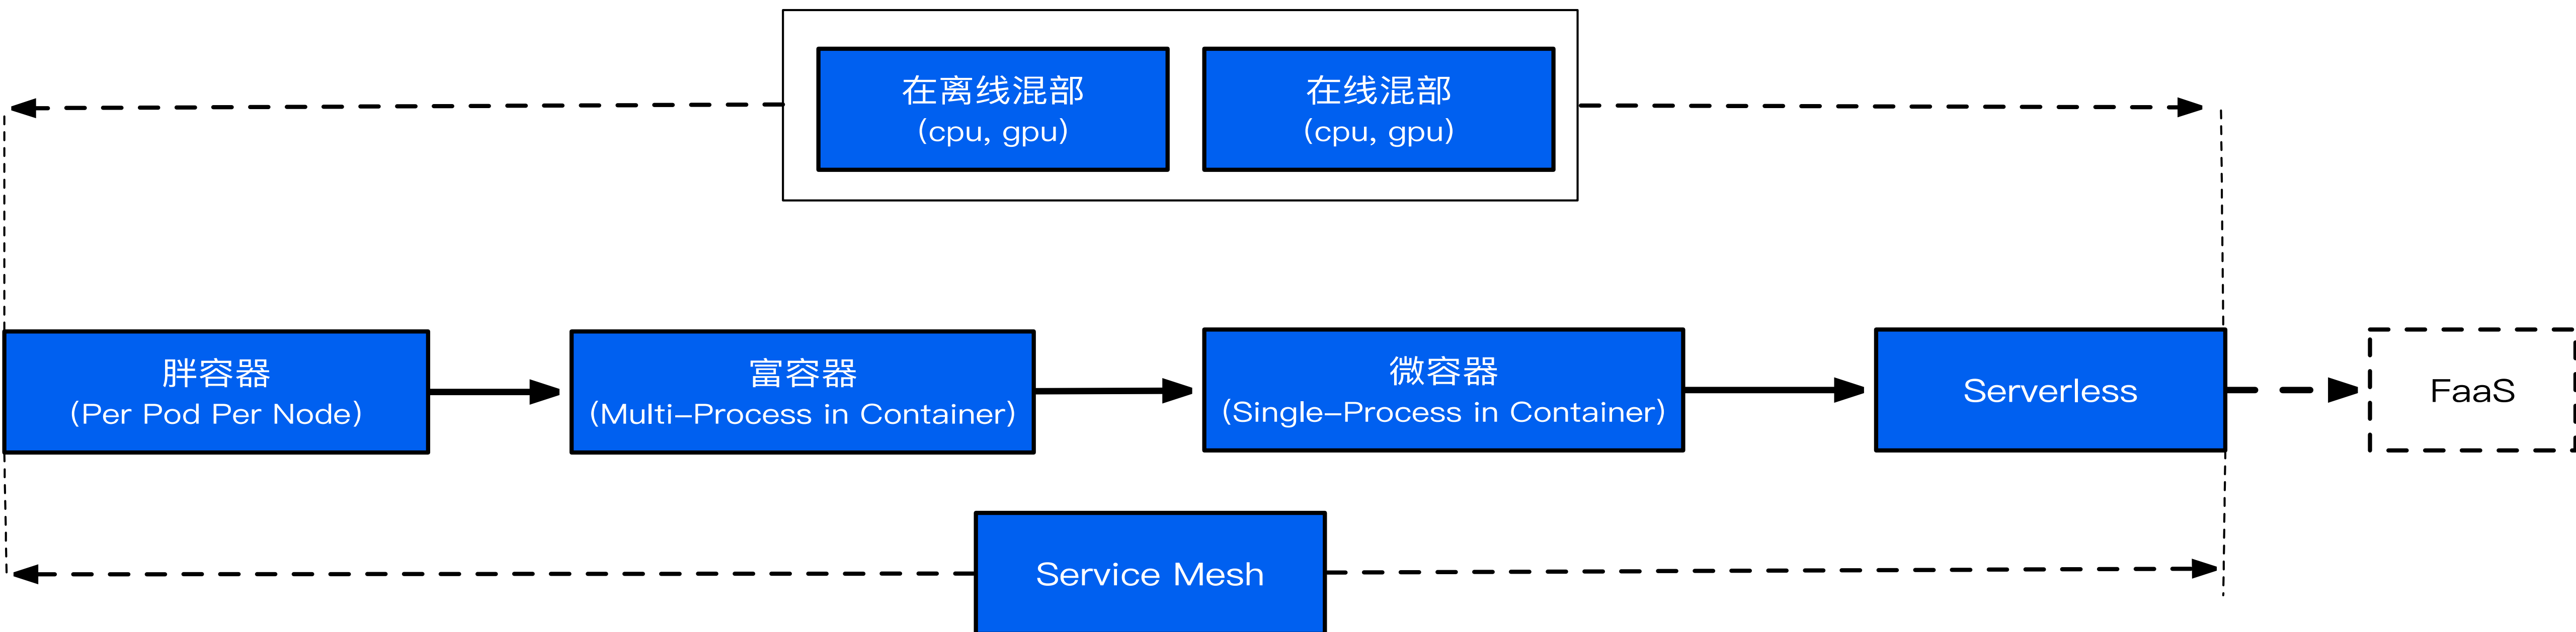 在离线混部
(cpu, gpu)
在线混部
(cpu, gpu)
胖容器
(Per Pod Per Node)
富容器
(Multi-Process in Container)
微容器
(Single-Process in Container)
Serverless
FaaS
Service Mesh